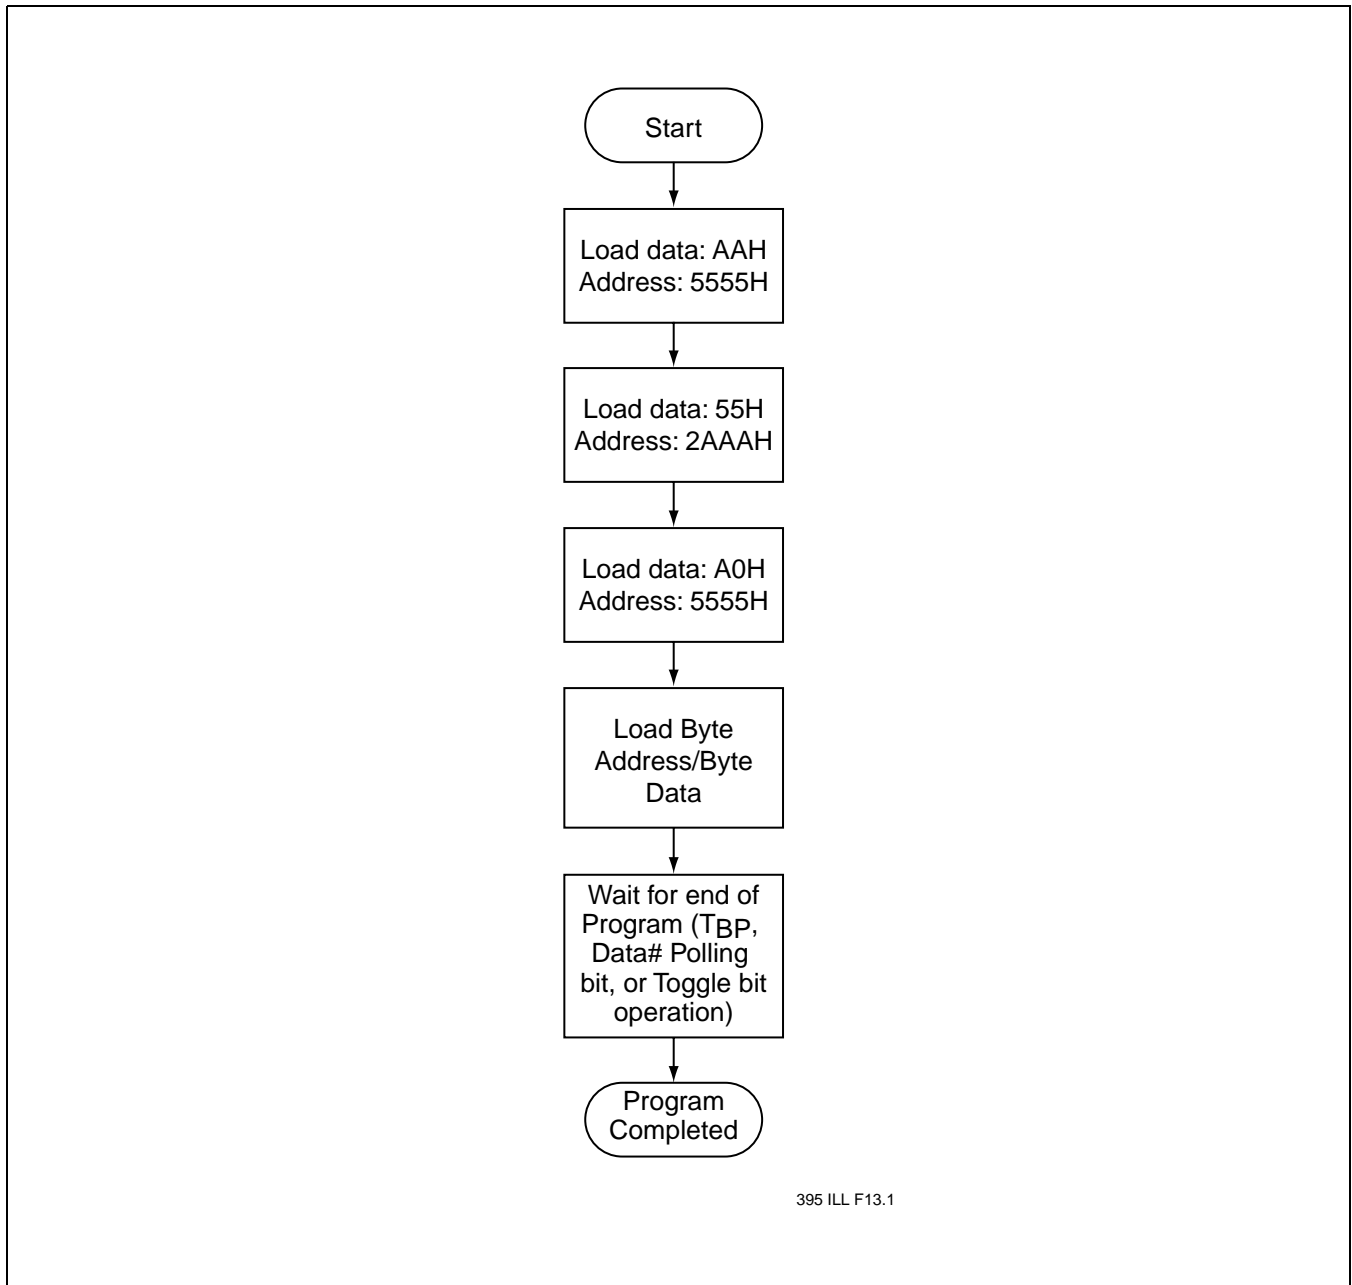 Start
Load data: AAH
Address: 5555H
Load data: 55H
Address: 2AAAH
Load data: A0H
Address: 5555H
Load Byte
Address/Byte
Data
Wait for end of
Program (TBP,
Data# Polling
bit, or Toggle bit
operation)
Program
Completed
395 ILL F13.1